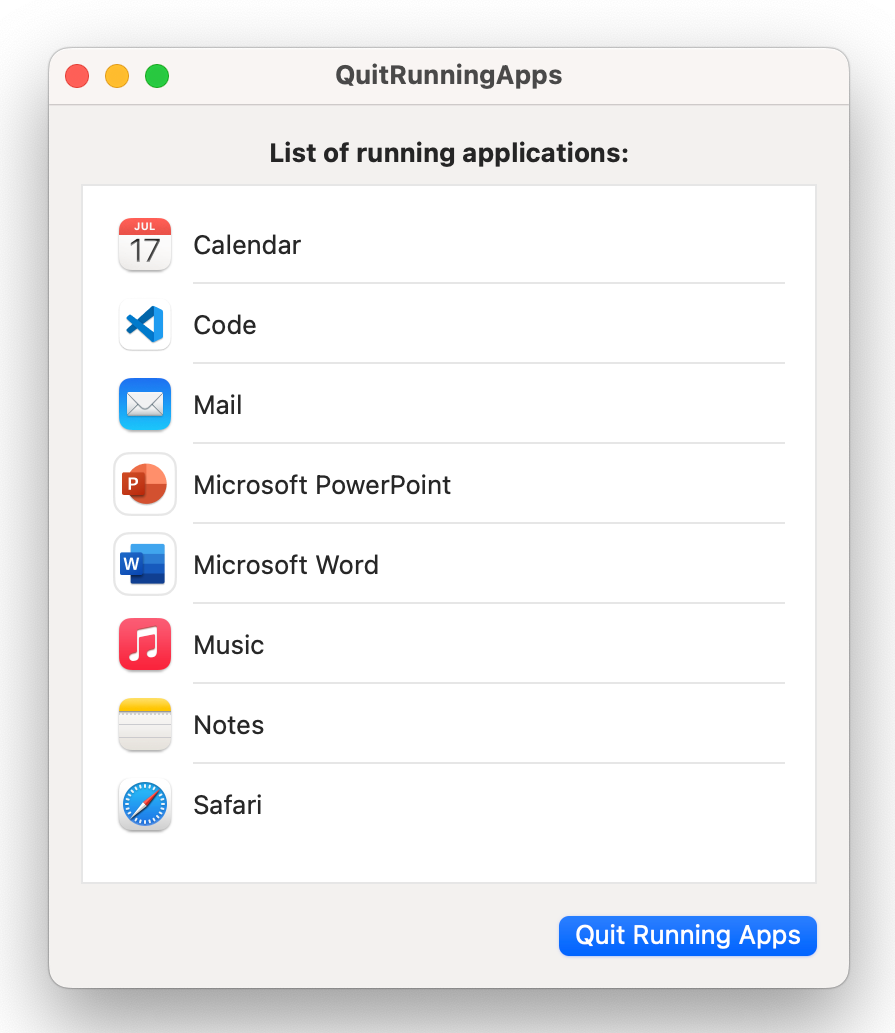 QuitRunningApps
List of running applications:
JUL
17
Calendar
Code
Mail
P
Microsoft PowerPoint
W
Microsoft Word
Music
Notes
Safari
Quit Running Apps